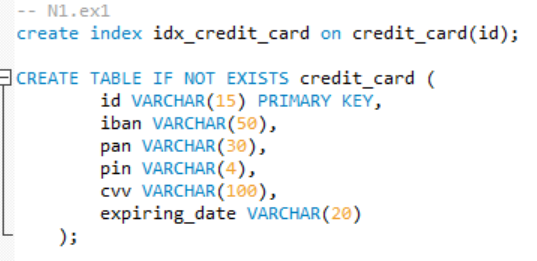 -- N1.ex1
create index idx_credit_card on credit_card(id);
CREATE TABLE IF NOT EXISTS credit_card (
id VARCHAR(15) PRIMARY KEY,
iban VARCHAR(50),
pan VARCHAR(30),
pin VARCHAR(4),
cvv VARCHAR(100),
expiring_date VARCHAR(20)
);